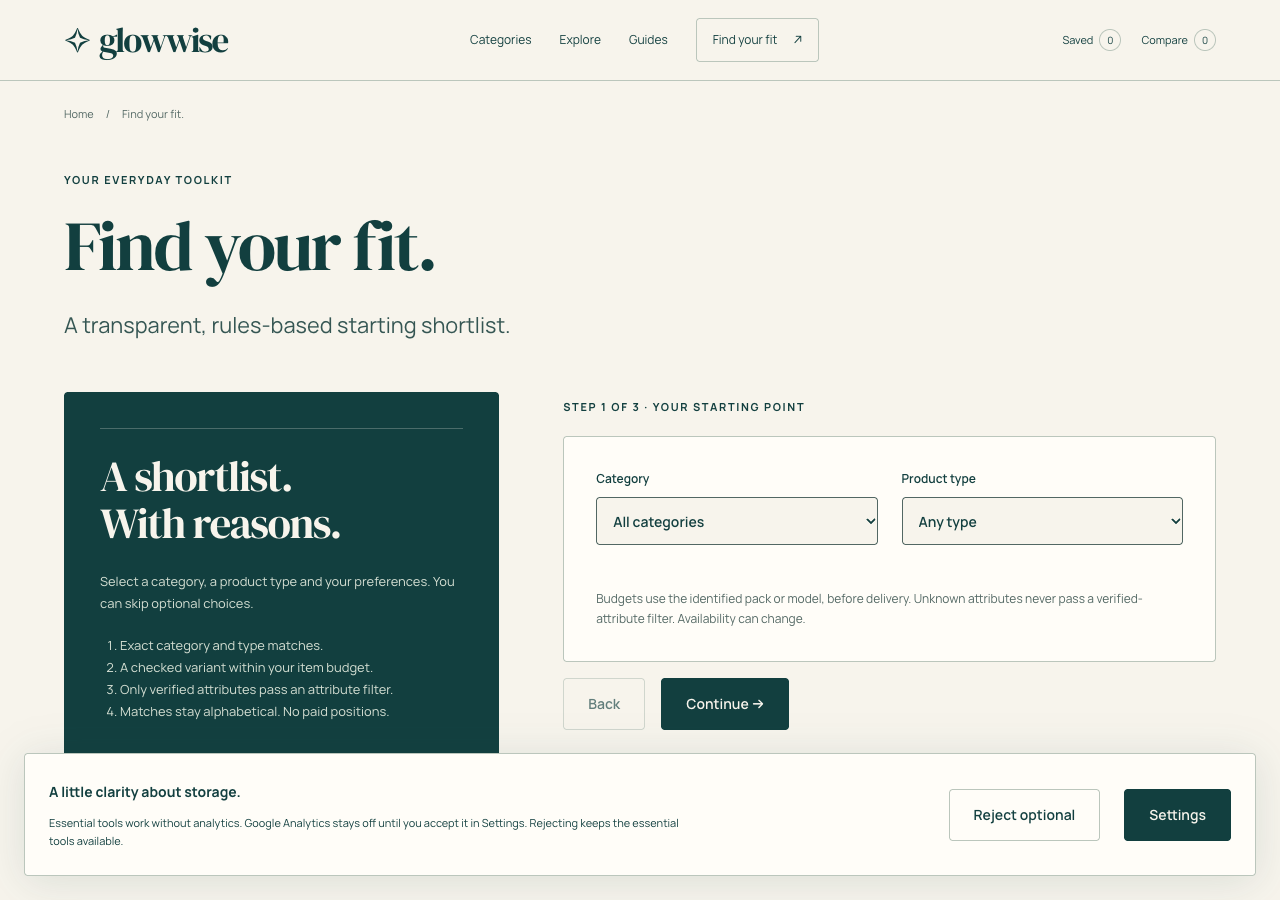 glowwise
Categories
Explore
Guides
Find your fit ↗
Saved 0
Compare 0
Home / Find your fit.
YOUR EVERYDAY TOOLKIT
Find your fit.
A transparent, rules-based starting shortlist.
A shortlist.
With reasons.
Select a category, a product type and your preferences. You
can skip optional choices.
1. Exact category and type matches.
2. A checked variant within your item budget.
3. Only verified attributes pass an attribute filter.
4. Matches stay alphabetical. No paid positions.
STEP 1 OF 3 · YOUR STARTING POINT
Category
All categories
Product type
Any type
Budgets use the identified pack or model, before delivery. Unknown attributes never pass a verified-
attribute filter. Availability can change.
Back
Continue →
A little clarity about storage.
Essential tools work without analytics. Google Analytics stays off until you accept it in Settings. Rejecting keeps the essential
tools available.
Reject optional
Settings